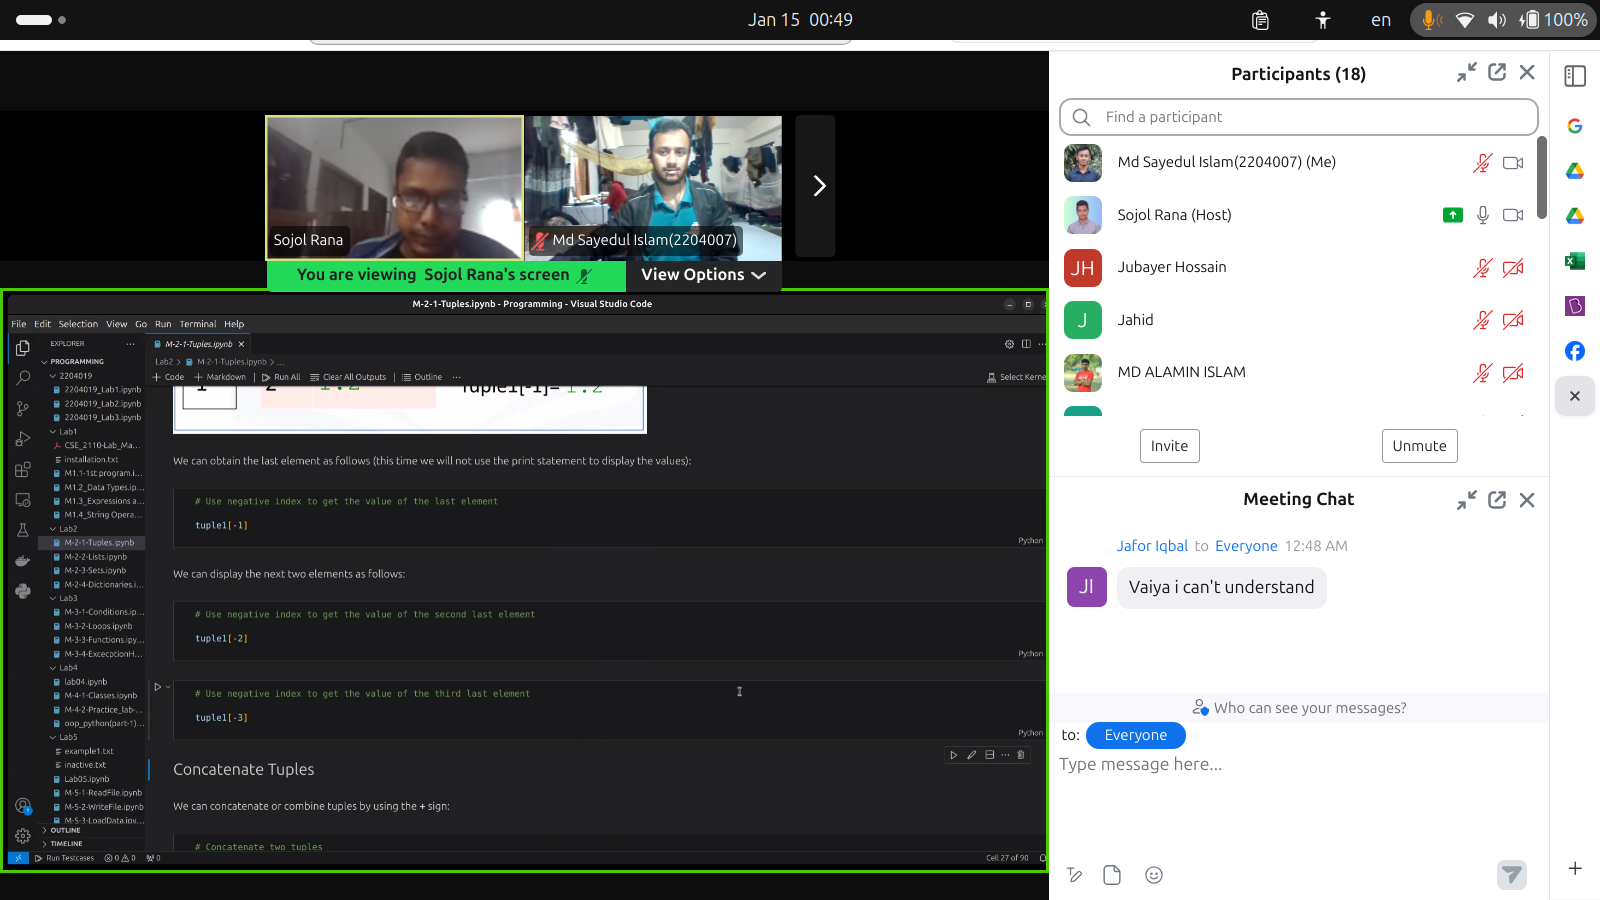 Jan 15 00:49
en
100%
Sojol Rana
Md Sayedul Islam(2204007)
You are viewing Sojol Rana's screen
View Options
M-2-1-Tuples.ipynb - Programming - Visual Studio Code
File Edit Selection View Go Run Terminal Help
EXPLORER
PROGRAMMING
2204019
2204019_Lab1.ipynb
2204019_Lab2.ipynb
2204019_Lab3.ipynb
Lab1
CSE_2110-Lab_Ma...
installation.txt
M1.1-1st program.i...
M1.2_Data Types.ip...
M1.3_Expressions a...
M1.4_String Opera...
Lab2
M-2-1-Tuples.ipynb
M-2-2-Lists.ipynb
M-2-3-Sets.ipynb
M-2-4-Dictionaries.i...
Lab3
M-3-1-Conditions.ip...
M-3-2-Loops.ipynb
M-3-3-Functions.ipy...
M-3-4-ExcecptionH...
Lab4
lab04.ipynb
M-4-1-Classes.ipynb
M-4-2-Practice_lab-...
oop_python(part-1)...
Lab5
example1.txt
inactive.txt
Lab05.ipynb
M-5-1-ReadFile.ipynb
M-5-2-WriteFile.ipynb
M-5-3-LoadData.ipy...
OUTLINE
TIMELINE
Run Testcases
0 0
0
M-2-1-Tuples.ipynb
Lab2 > M-2-1-Tuples.ipynb > ...
+ Code + Markdown Run All Clear All Outputs Outline ...
Select Kerne
Tuple1[-1]= 1.2
We can obtain the last element as follows (this time we will not use the print statement to display the values):
# Use negative index to get the value of the last element
tuple1[-1]
Python
We can display the next two elements as follows:
# Use negative index to get the value of the second last element
tuple1[-2]
Python
# Use negative index to get the value of the third last element
tuple1[-3]
Python
Concatenate Tuples
We can concatenate or combine tuples by using the + sign:
# Concatenate two tuples
Cell 27 of 90
Participants (18)
Find a participant
Md Sayedul Islam(2204007) (Me)
Sojol Rana (Host)
JH
Jubayer Hossain
J
Jahid
MD ALAMIN ISLAM
Invite
Unmute
Meeting Chat
Jafor Iqbal to Everyone 12:48 AM
JI
Vaiya i can't understand
Who can see your messages?
to: Everyone
Type message here...